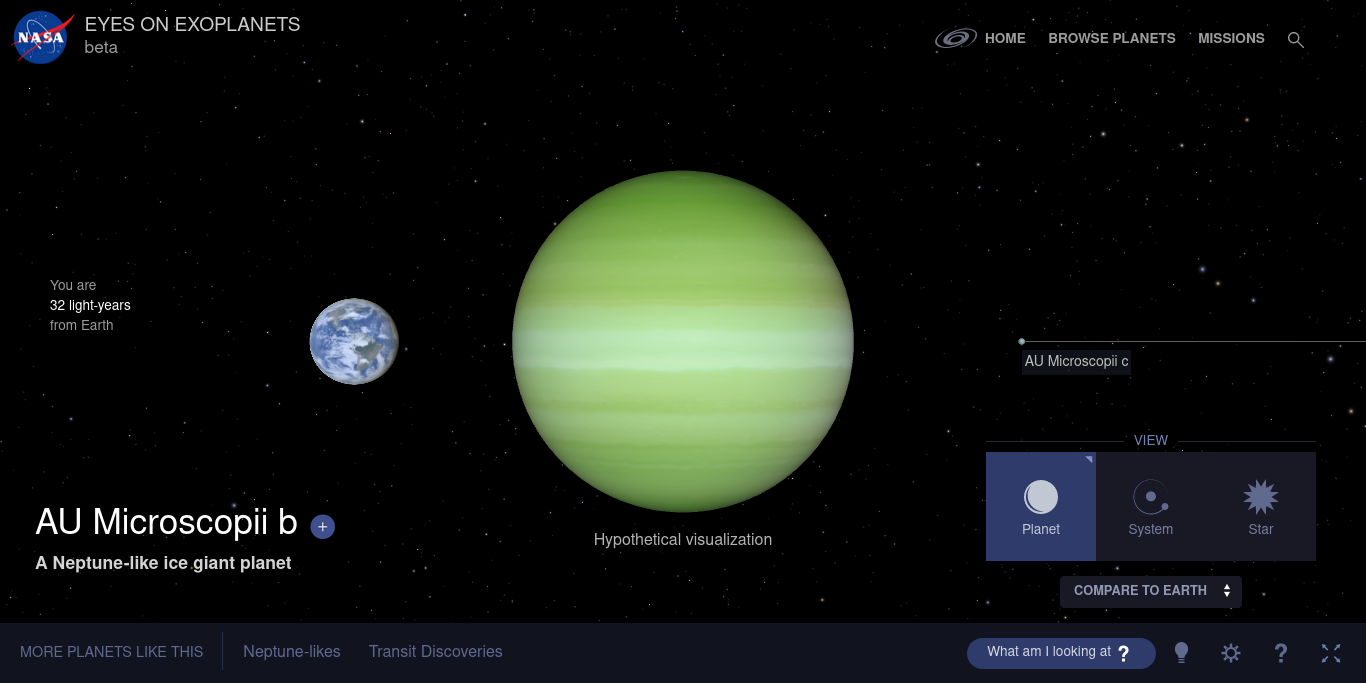 NASA
EYES ON EXOPLANETS
beta
HOME
BROWSE PLANETS
MISSIONS
You are
32 light-years
from Earth
AU Microscopii c
VIEW
Planet
System
Star
COMPARE TO EARTH
AU Microscopii b +
A Neptune-like ice giant planet
Hypothetical visualization
MORE PLANETS LIKE THIS
Neptune-likes
Transit Discoveries
What am I looking at ?
?